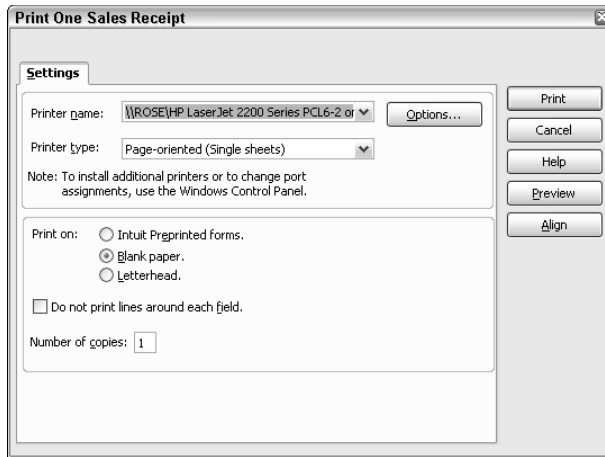 Print One Sales Receipt
Settings
Printer name: \\ROSE\HP LaserJet 2200 Series PCL6-2 or
Options...
Printer type: Page-oriented (Single sheets)
Note: To install additional printers or to change port
assignments, use the Windows Control Panel.
Print on: Intuit Preprinted forms.
Blank paper.
Letterhead.
Do not print lines around each field.
Number of copies: 1
Print
Cancel
Help
Preview
Align